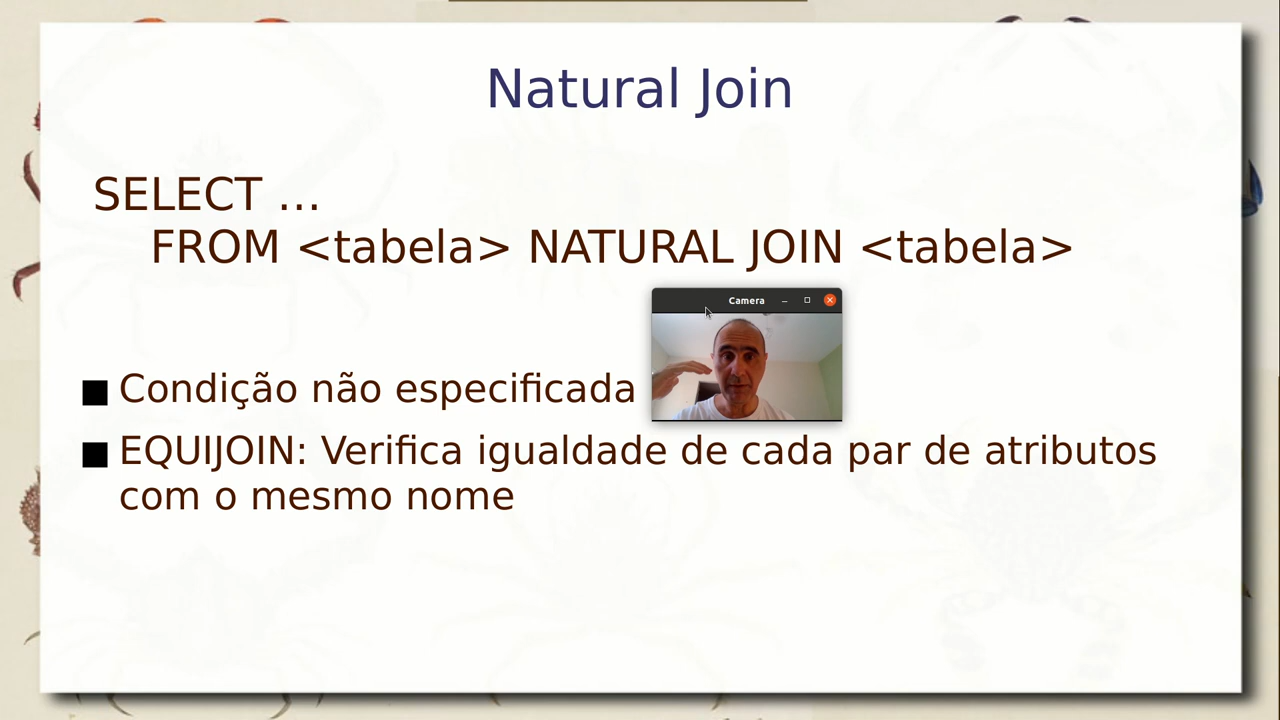 Natural Join
SELECT ...
FROM <tabela> NATURAL JOIN <tabela>
Camera
Condição não especificada
EQUIJOIN: Verifica igualdade de cada par de atributos
com o mesmo nome